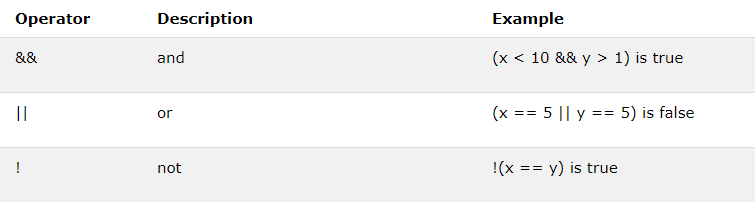 Operator Description Example
&& and (x < 10 && y > 1) is true
|| or (x == 5 || y == 5) is false
! not !(x == y) is true